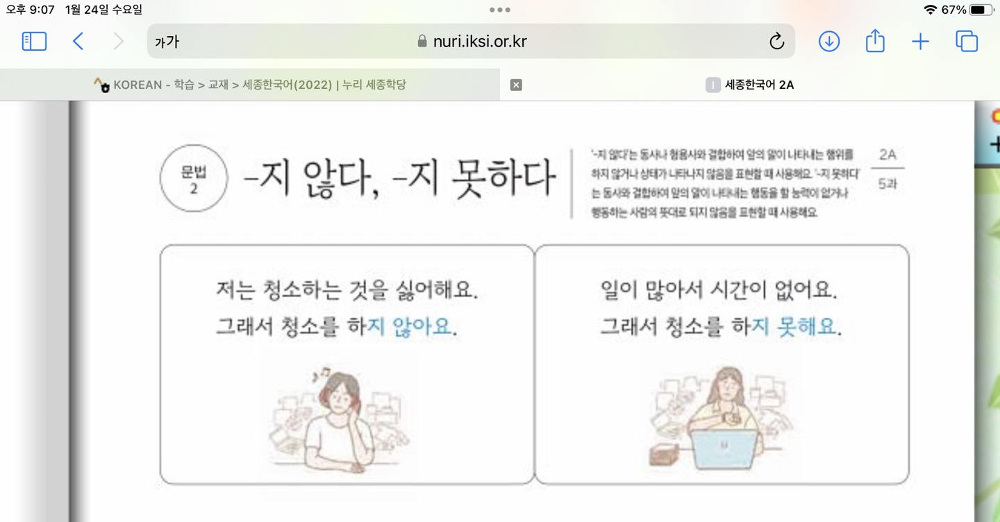 오후 9:07 1월 24일 수요일
67%
가가
nuri.iksi.or.kr
KOREAN - 학습 > 교재 > 세종한국어(2022) | 누리 세종학당
세종한국어 2A
문법
2
-지 않다, -지 못하다
'-지 않다'는 동사나 형용사와 결합하여 앞의 말이 나타내는 행위를
하지 않거나 상태가 나타나지 않음을 표현할 때 사용해요. '-지 못하다'
는 동사와 결합하여 앞의 말이 나타내는 행동을 할 능력이 없거나
행동하는 사람의 뜻대로 되지 않음을 표현할 때 사용해요.
2A
5과
저는 청소하는 것을 싫어해요.
그래서 청소를 하지 않아요.
일이 많아서 시간이 없어요.
그래서 청소를 하지 못해요.